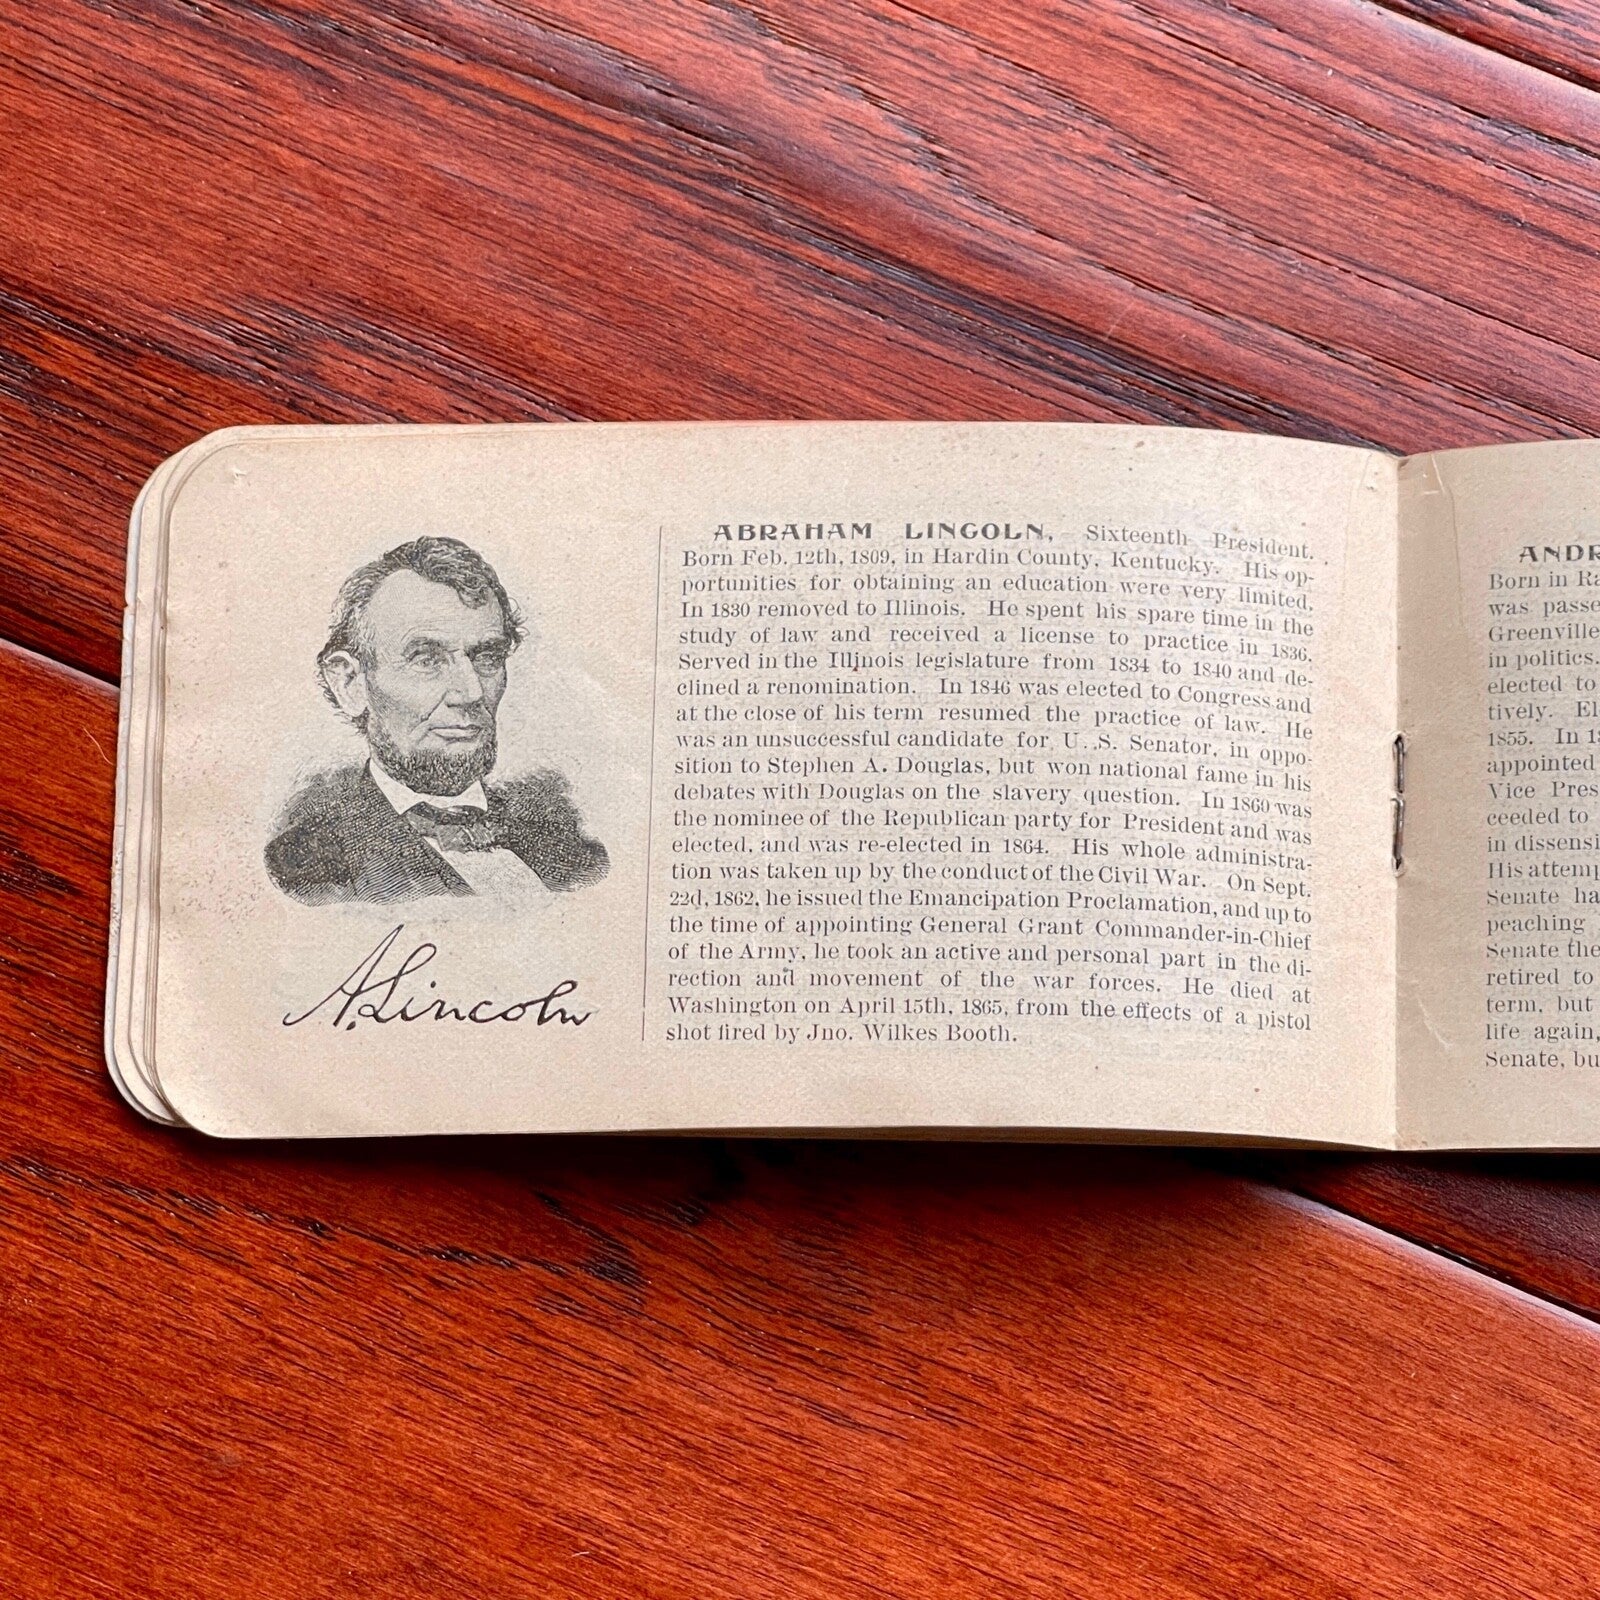 ABRAHAM LINCOLN, Sixteenth President.
Born Feb. 12th, 1809, in Hardin County, Kentucky. His op-
portunities for obtaining an education were very limited.
In 1830 removed to Illinois. He spent his spare time in the
study of law and received a license to practice in 1836.
Served in the Illinois legislature from 1834 to 1840 and de-
clined a renomination. In 1846 was elected to Congress and
at the close of his term resumed the practice of law. He
was an unsuccessful candidate for U. S. Senator, in oppo-
sition to Stephen A. Douglas, but won national fame in his
debates with Douglas on the slavery question. In 1860 was
the nominee of the Republican party for President and was
elected, and was re-elected in 1864. His whole administra-
tion was taken up by the conduct of the Civil War. On Sept.
22d, 1862, he issued the Emancipation Proclamation, and up to
the time of appointing General Grant Commander-in-Chief
of the Army, he took an active and personal part in the di-
rection and movement of the war forces. He died at
Washington on April 15th, 1865, from the effects of a pistol
shot fired by Jno. Wilkes Booth.
A. Lincoln
ANDR
Born in Ra
was passe
Greenville
in politics.
elected to
tively. El
1855. In 18
appointed
Vice Pres
ceeded to
in dissensi
His attemp
Senate ha
peaching
Senate the
retired to
term, but
life again,
Senate, bu